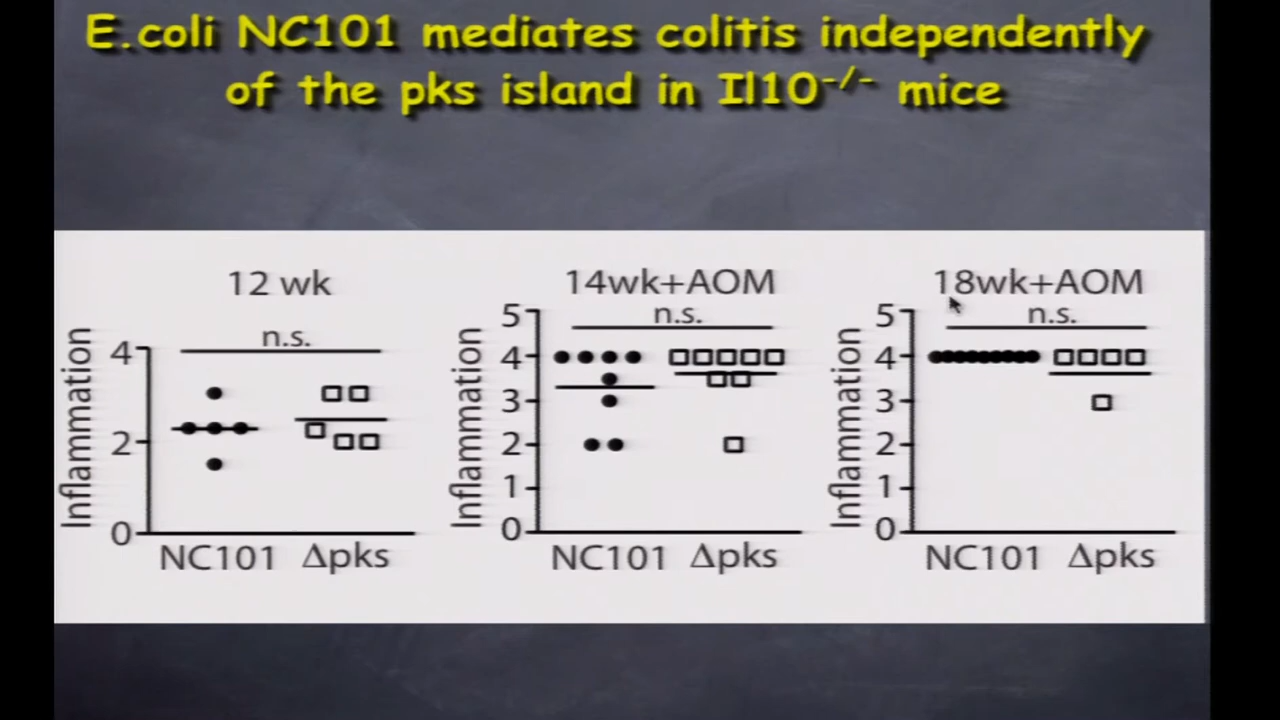 E.coli NC101 mediates colitis independently
of the pks island in Il10-/- mice
12 wk
n.s.
Inflammation
4
2
0
NC101 Δpks
14wk+AOM
n.s.
Inflammation
5
4
3
2
1
0
NC101 Δpks
18wk+AOM
n.s.
Inflammation
5
4
3
2
1
0
NC101 Δpks